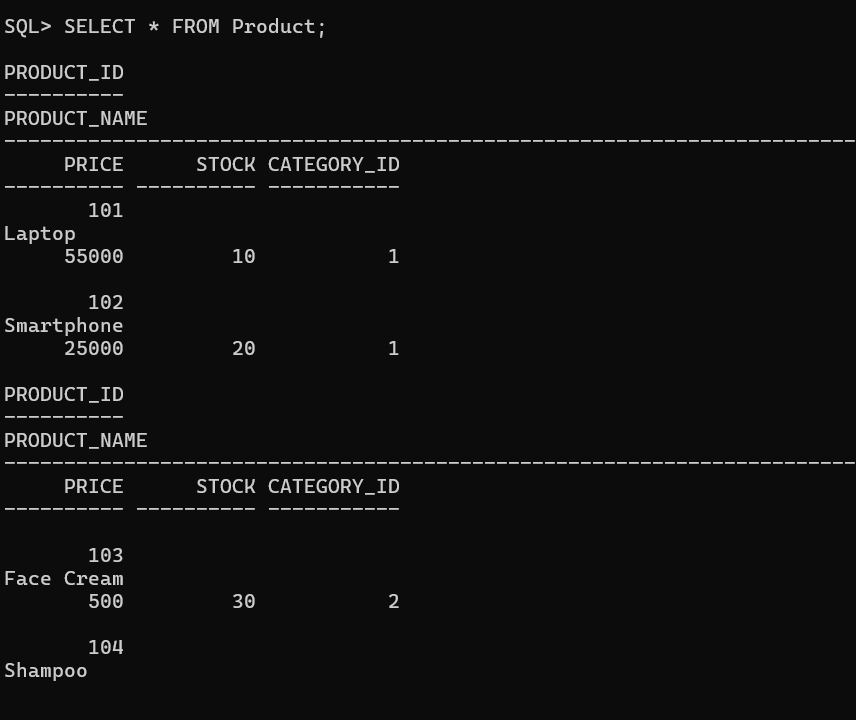 SQL> SELECT * FROM Product;
PRODUCT_ID
----------
PRODUCT_NAME
-----------------------------------------------------------------------
     PRICE      STOCK CATEGORY_ID
---------- ---------- -----------
       101
Laptop
     55000         10           1
       102
Smartphone
     25000         20           1
PRODUCT_ID
----------
PRODUCT_NAME
-----------------------------------------------------------------------
     PRICE      STOCK CATEGORY_ID
---------- ---------- -----------
       103
Face Cream
       500         30           2
       104
Shampoo